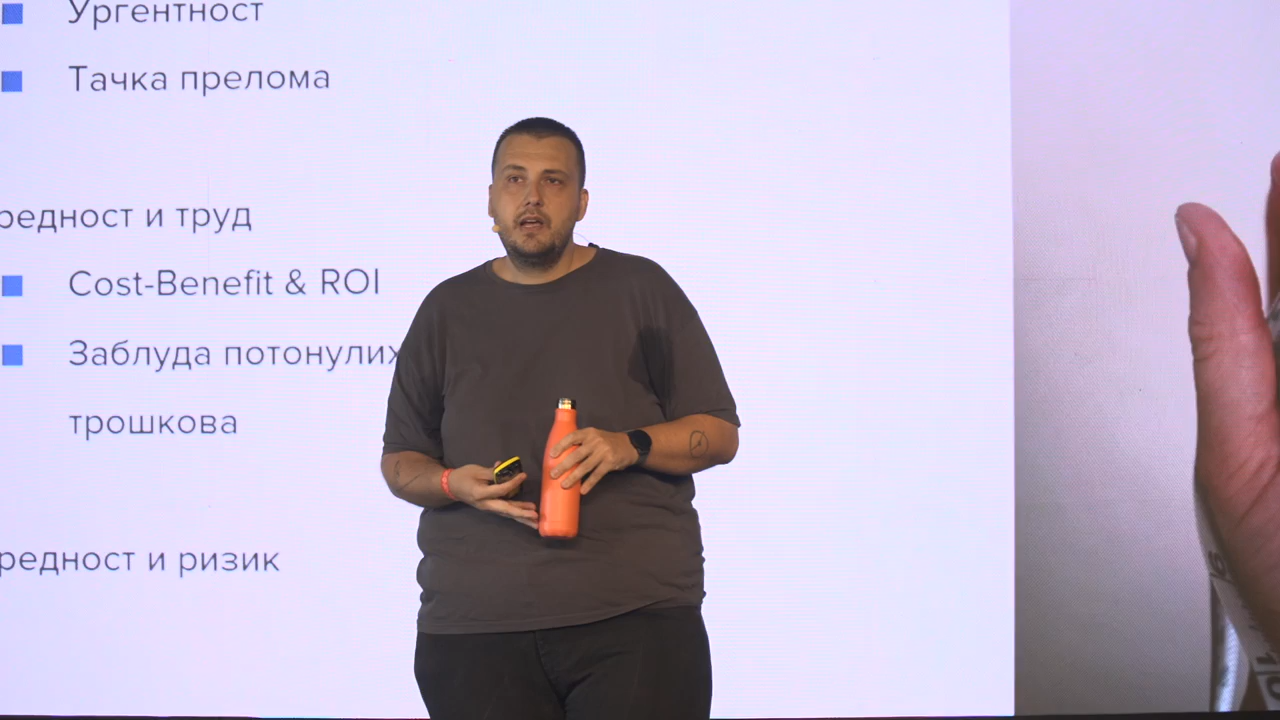 Ургентност
Тачка прелома
редност и труд
Cost-Benefit & ROI
Заблуда потонулих
трошкова
редност и ризик